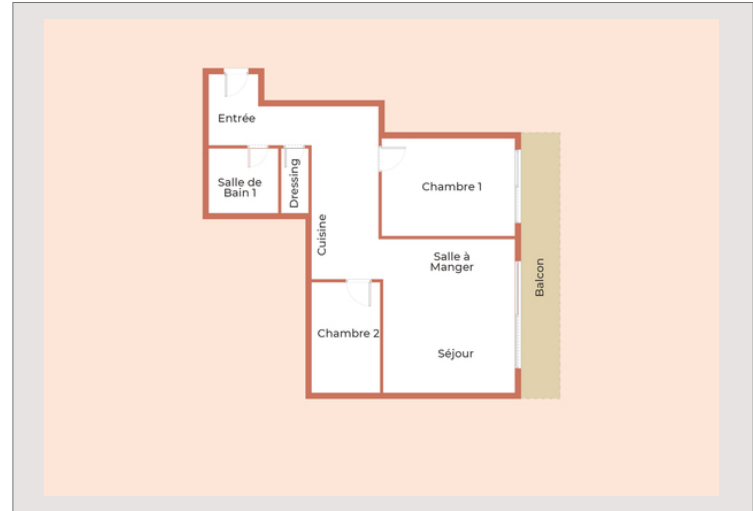 Entrée
Salle de
Bain 1
Dressing
Chambre 1
Cuisine
Salle à
Manger
Balcon
Chambre 2
Séjour